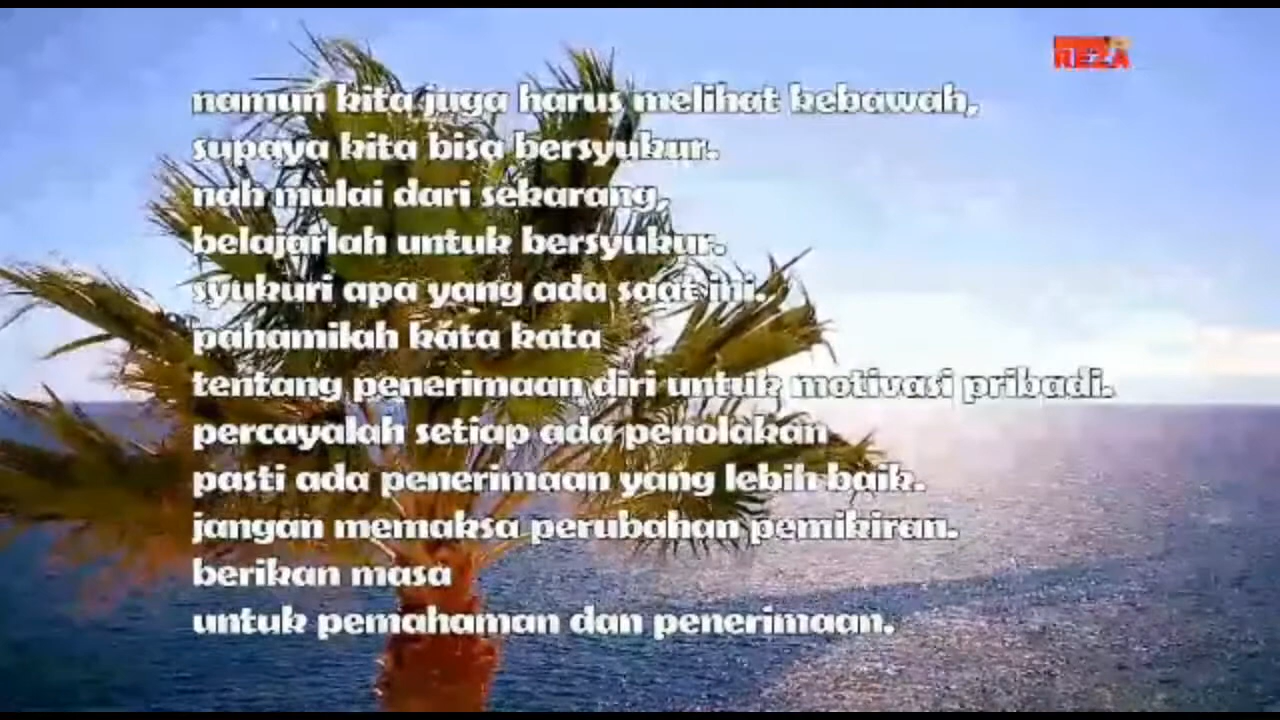 REZA
namun kita juga harus melihat kebawah,
supaya kita bisa bersyukur.
nah mulai dari sekarang,
belajarlah untuk bersyukur.
syukuri apa yang ada saat ini.
pahamilah kata kata
tentang penerimaan diri untuk motivasi pribadi.
percayalah setiap ada penolakan
pasti ada penerimaan yang lebih baik.
jangan memaksa perubahan pemikiran.
berikan masa
untuk pemahaman dan penerimaan.